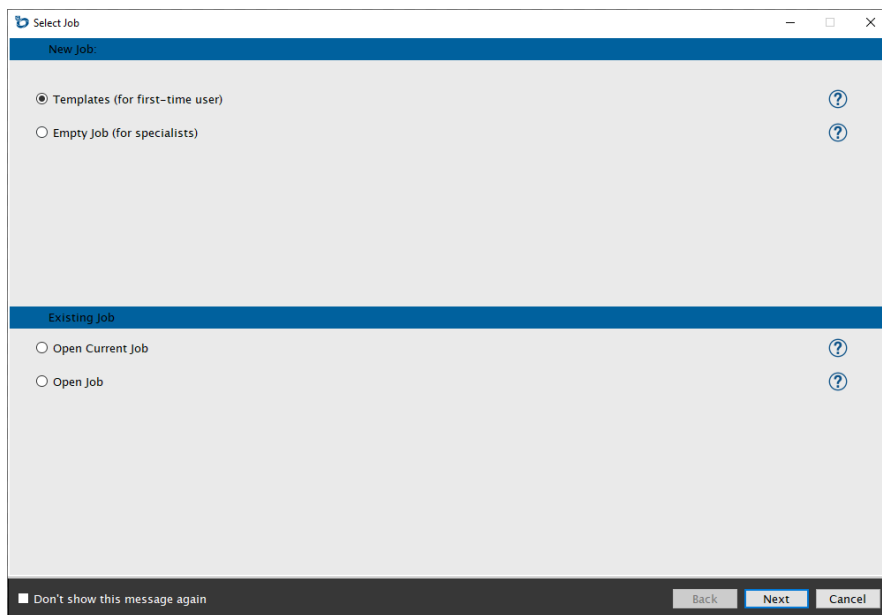 Select Job
New Job:
Templates (for first-time user)
?
Empty Job (for specialists)
?
Existing Job
Open Current Job
?
Open Job
?
Don't show this message again
Back Next Cancel